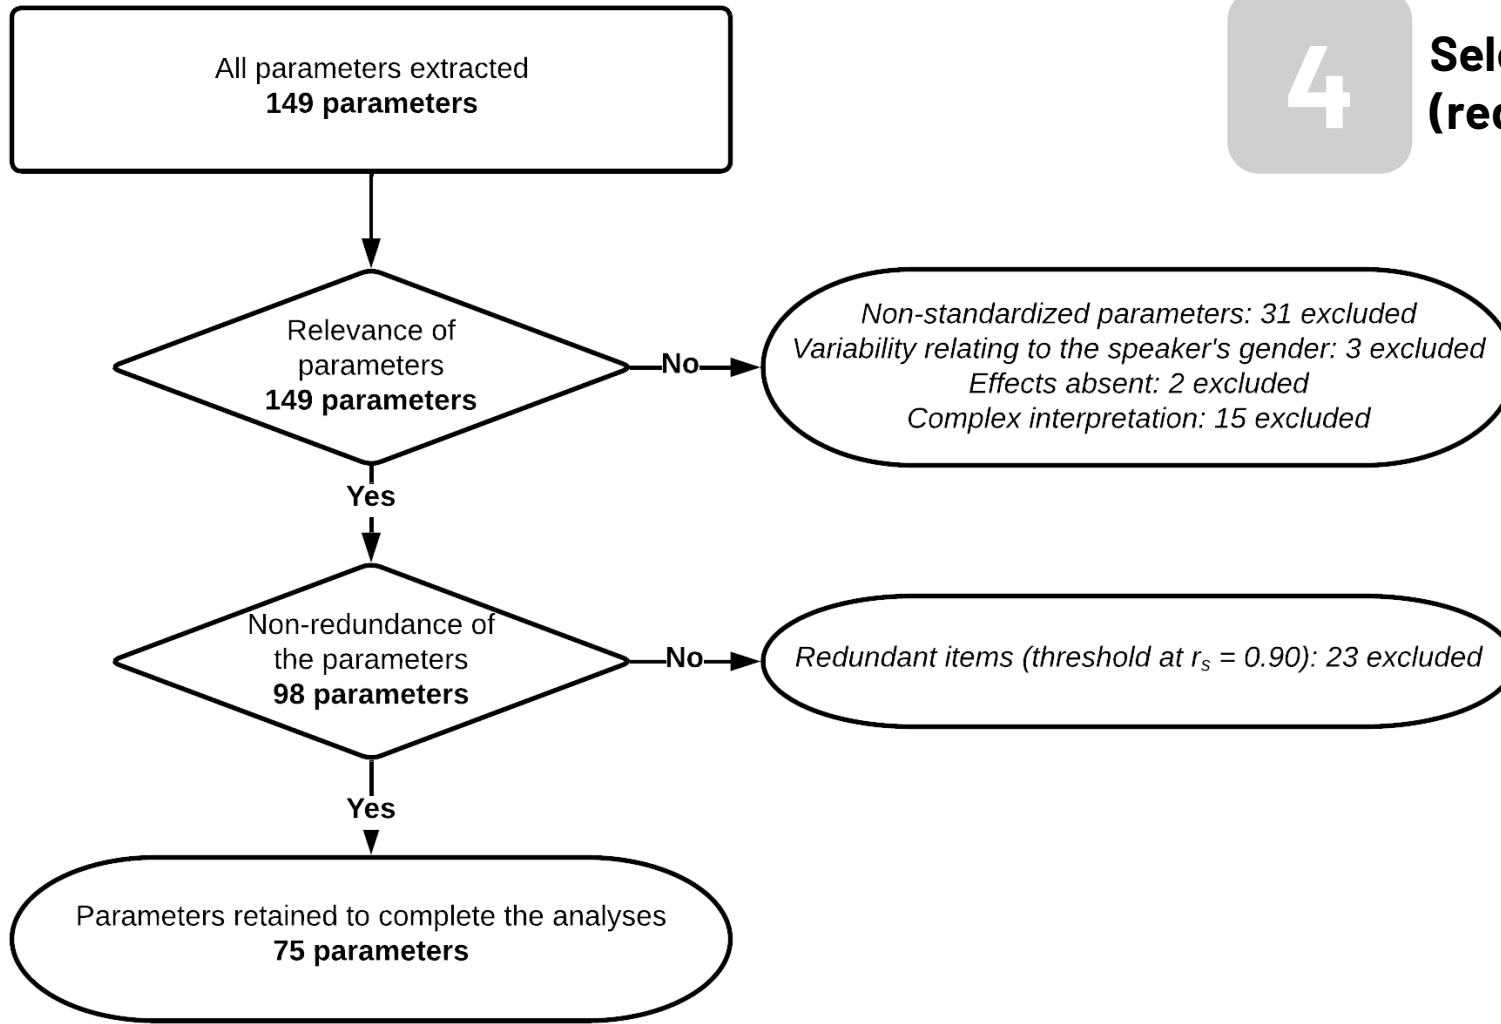 All parameters extracted
149 parameters
4
Relevance of
parameters
149 parameters
No
Non-standardized parameters: 31 excluded
Variability relating to the speaker's gender: 3 excluded
Effects absent: 2 excluded
Complex interpretation: 15 excluded
Yes
Non-redundance of
the parameters
98 parameters
No
Redundant items (threshold at rₛ = 0.90): 23 excluded
Yes
Parameters retained to complete the analyses
75 parameters